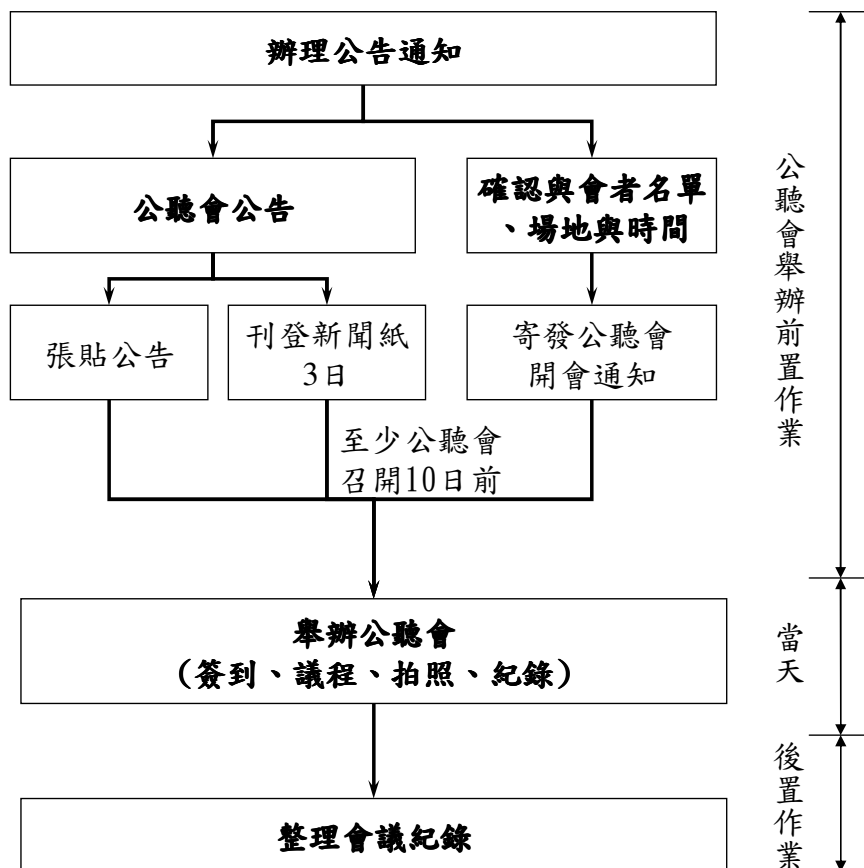 辦理公告通知
公聽會公告
確認與會者名單
、場地與時間
張貼公告
刊登新聞紙
3日
寄發公聽會
開會通知
至少公聽會
召開10日前
公聽會舉辦前置作業
舉辦公聽會
(簽到、議程、拍照、紀錄)
當天
整理會議紀錄
後置作業